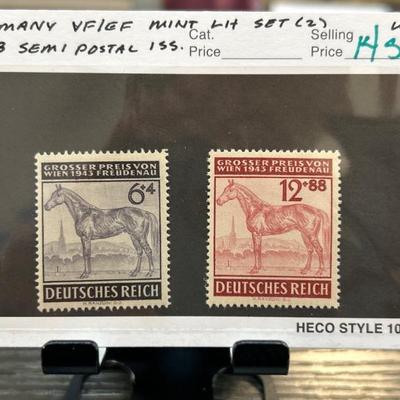 MANY VF/EF MINT LH SET (2)
SEMI POSTAL ISS.
Cat.
Price
Selling
Price
GROSSER PREIS VON
WIEN 1943 FREUDENAU
6+4
DEUTSCHES REICH
GROSSER PREIS VON
WIEN 1943 FREUDENAU
12+88
DEUTSCHES REICH
HECO STYLE 10